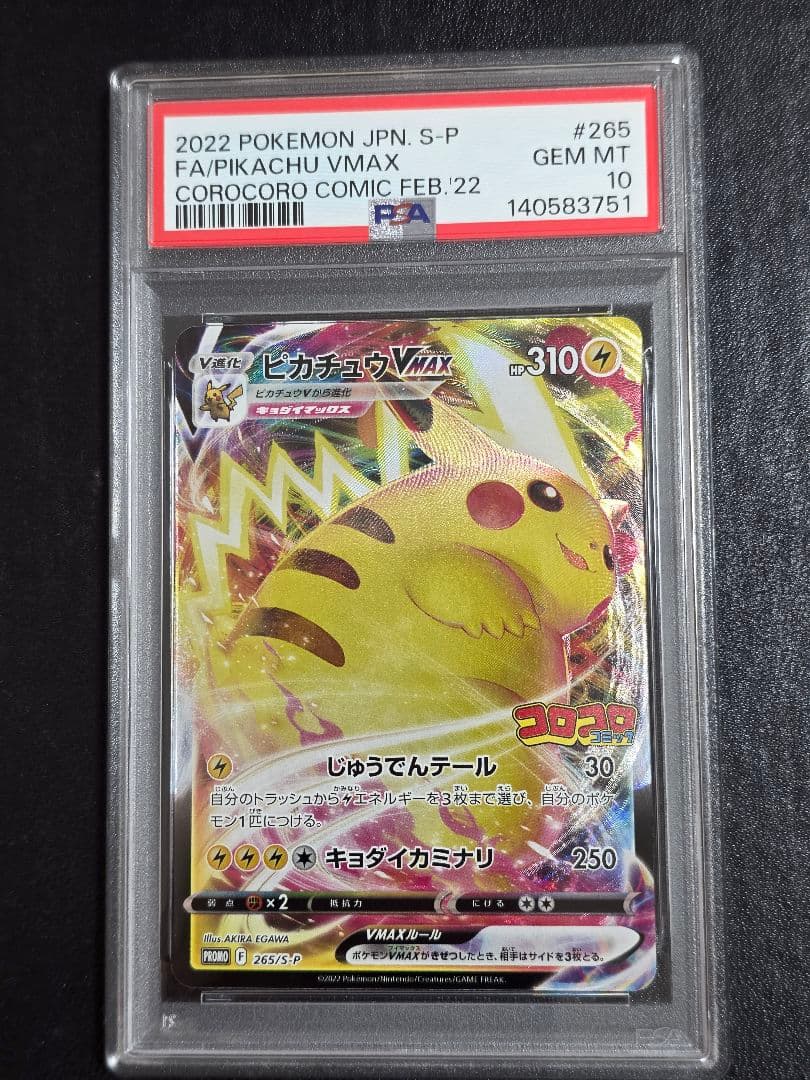 2022 POKEMON JPN. S-P #265
FA/PIKACHU VMAX GEM MT
COROCORO COMIC FEB.'22 10
PSA 140583751
V進化 ピカチュウVMAX HP310
ピカチュウVから進化
キョダイマックス
コロコロ
コミック
じゅうでんテール 30
自分のトラッシュからエネルギーを3枚まで選び、自分のポケ
モン1匹につける。
キョダイカミナリ 250
弱点 ×2 抵抗力 にげる
Illus.AKIRA EGAWA
VMAXルール
PROMO F 265/S-P
ポケモンVMAXがきぜつしたとき、相手はサイドを3枚とる。
©2022 Pokémon/Nintendo/Creatures/GAME FREAK.